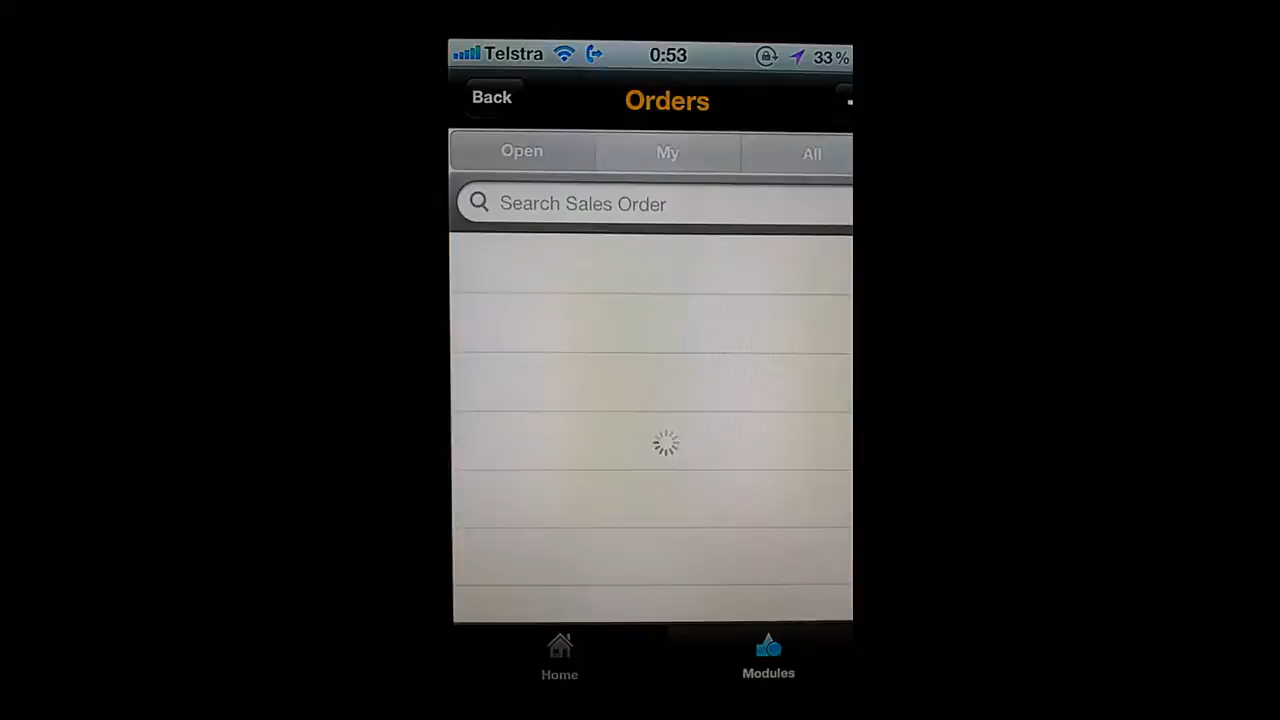 Telstra 0:53 33%
Back Orders
Open My All
Search Sales Order
Home Modules